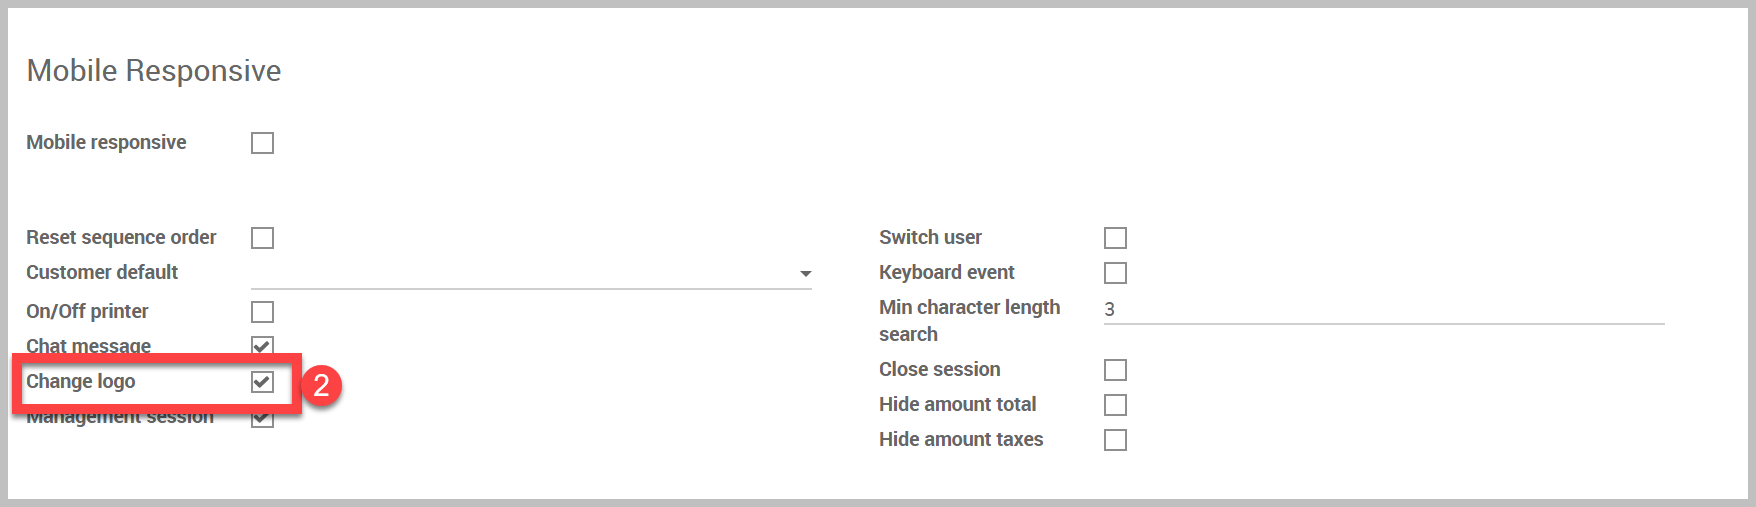 Mobile Responsive
Mobile responsive
Reset sequence order
Customer default
On/Off printer
Chat message
Change logo
2
Management session
Switch user
Keyboard event
Min character length
search
3
Close session
Hide amount total
Hide amount taxes